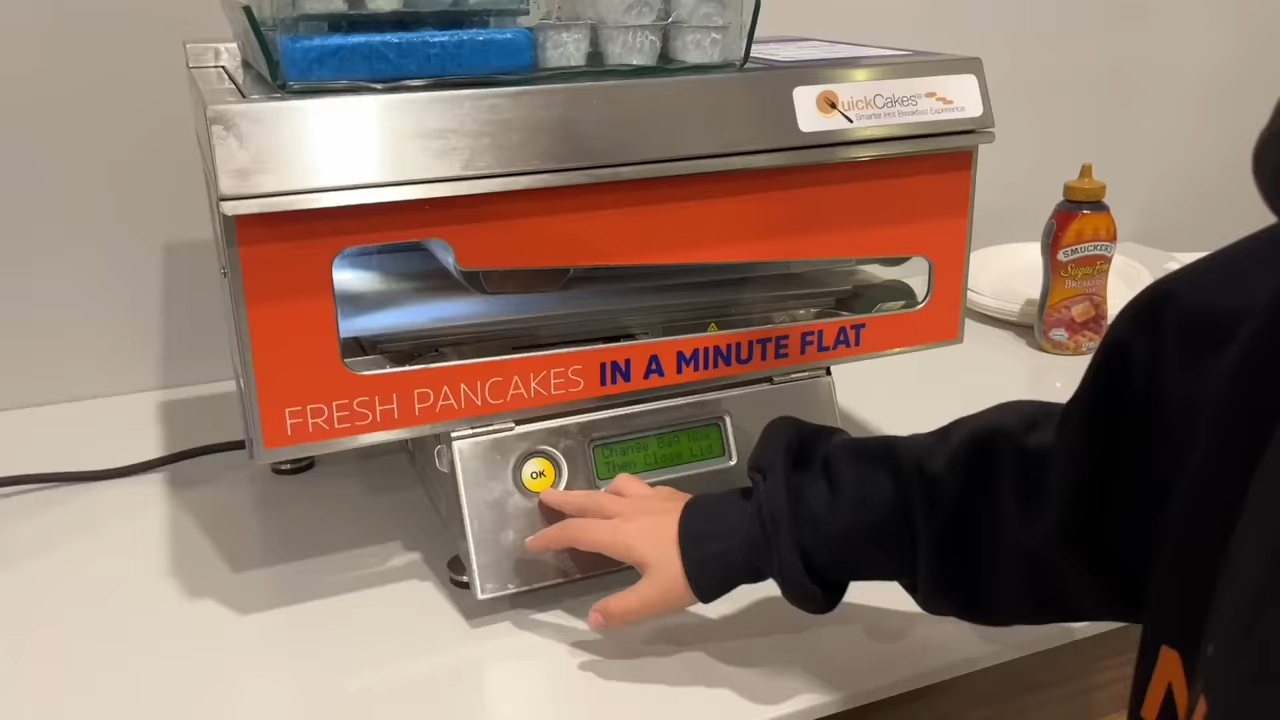 QuickCakes
Smarter Hot Breakfast Experience
FRESH PANCAKES IN A MINUTE FLAT
OK
Change Bag Now
Then Close Lid
SMUCKER'S
Sugar Free
BREAKFAST